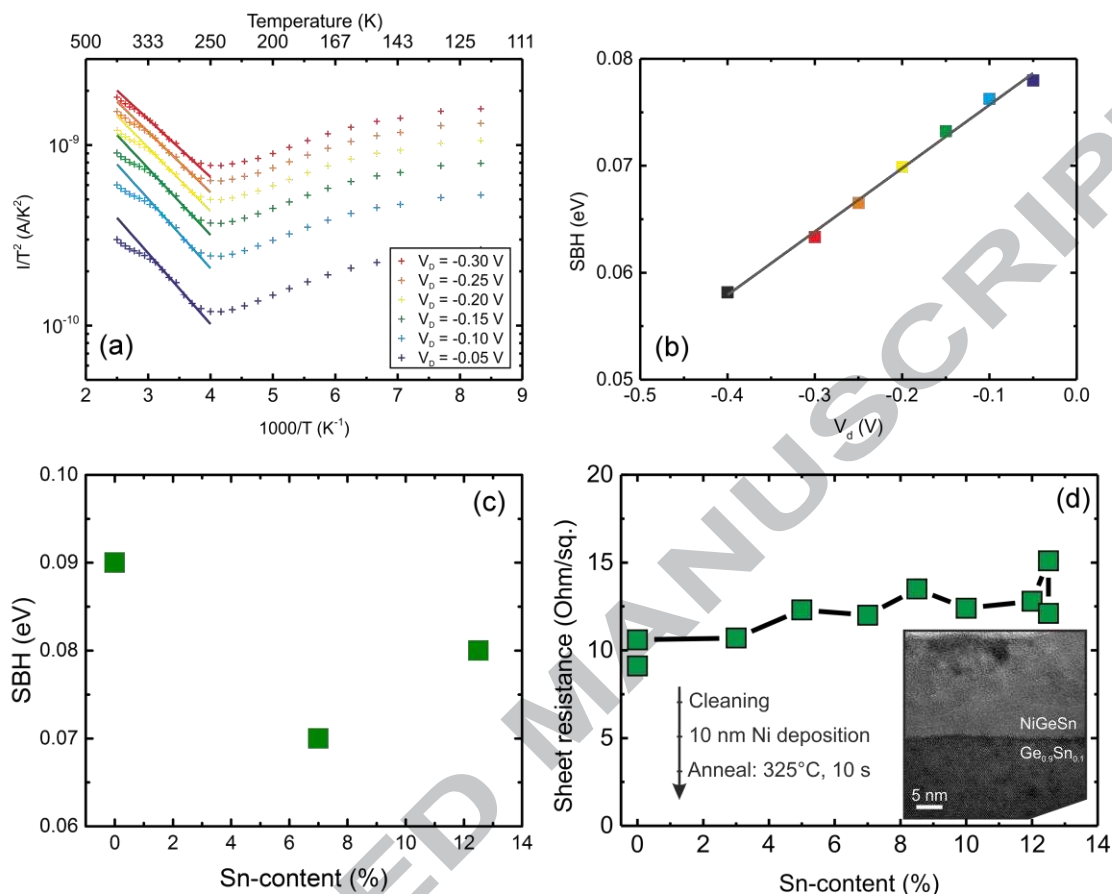 (a)
Temperature (K)
500 333 250 200 167 143 125 111
I/T² (A/K²)
10⁻⁹
10⁻¹⁰
V_D = -0.30 V
V_D = -0.25 V
V_D = -0.20 V
V_D = -0.15 V
V_D = -0.10 V
V_D = -0.05 V
2 3 4 5 6 7 8 9
1000/T (K⁻¹)
(b)
SBH (eV)
0.08
0.07
0.06
0.05
-0.5 -0.4 -0.3 -0.2 -0.1 0.0
V_d (V)
(c)
SBH (eV)
0.10
0.09
0.08
0.07
0.06
0 2 4 6 8 10 12 14
Sn-content (%)
(d)
Sheet resistance (Ohm/sq.)
20
15
10
5
0
Cleaning
10 nm Ni deposition
Anneal: 325°C, 10 s
NiGeSn
Ge₀.₉Sn₀.₁
5 nm
0 2 4 6 8 10 12 14
Sn-content (%)
ED MANUSCRIPT